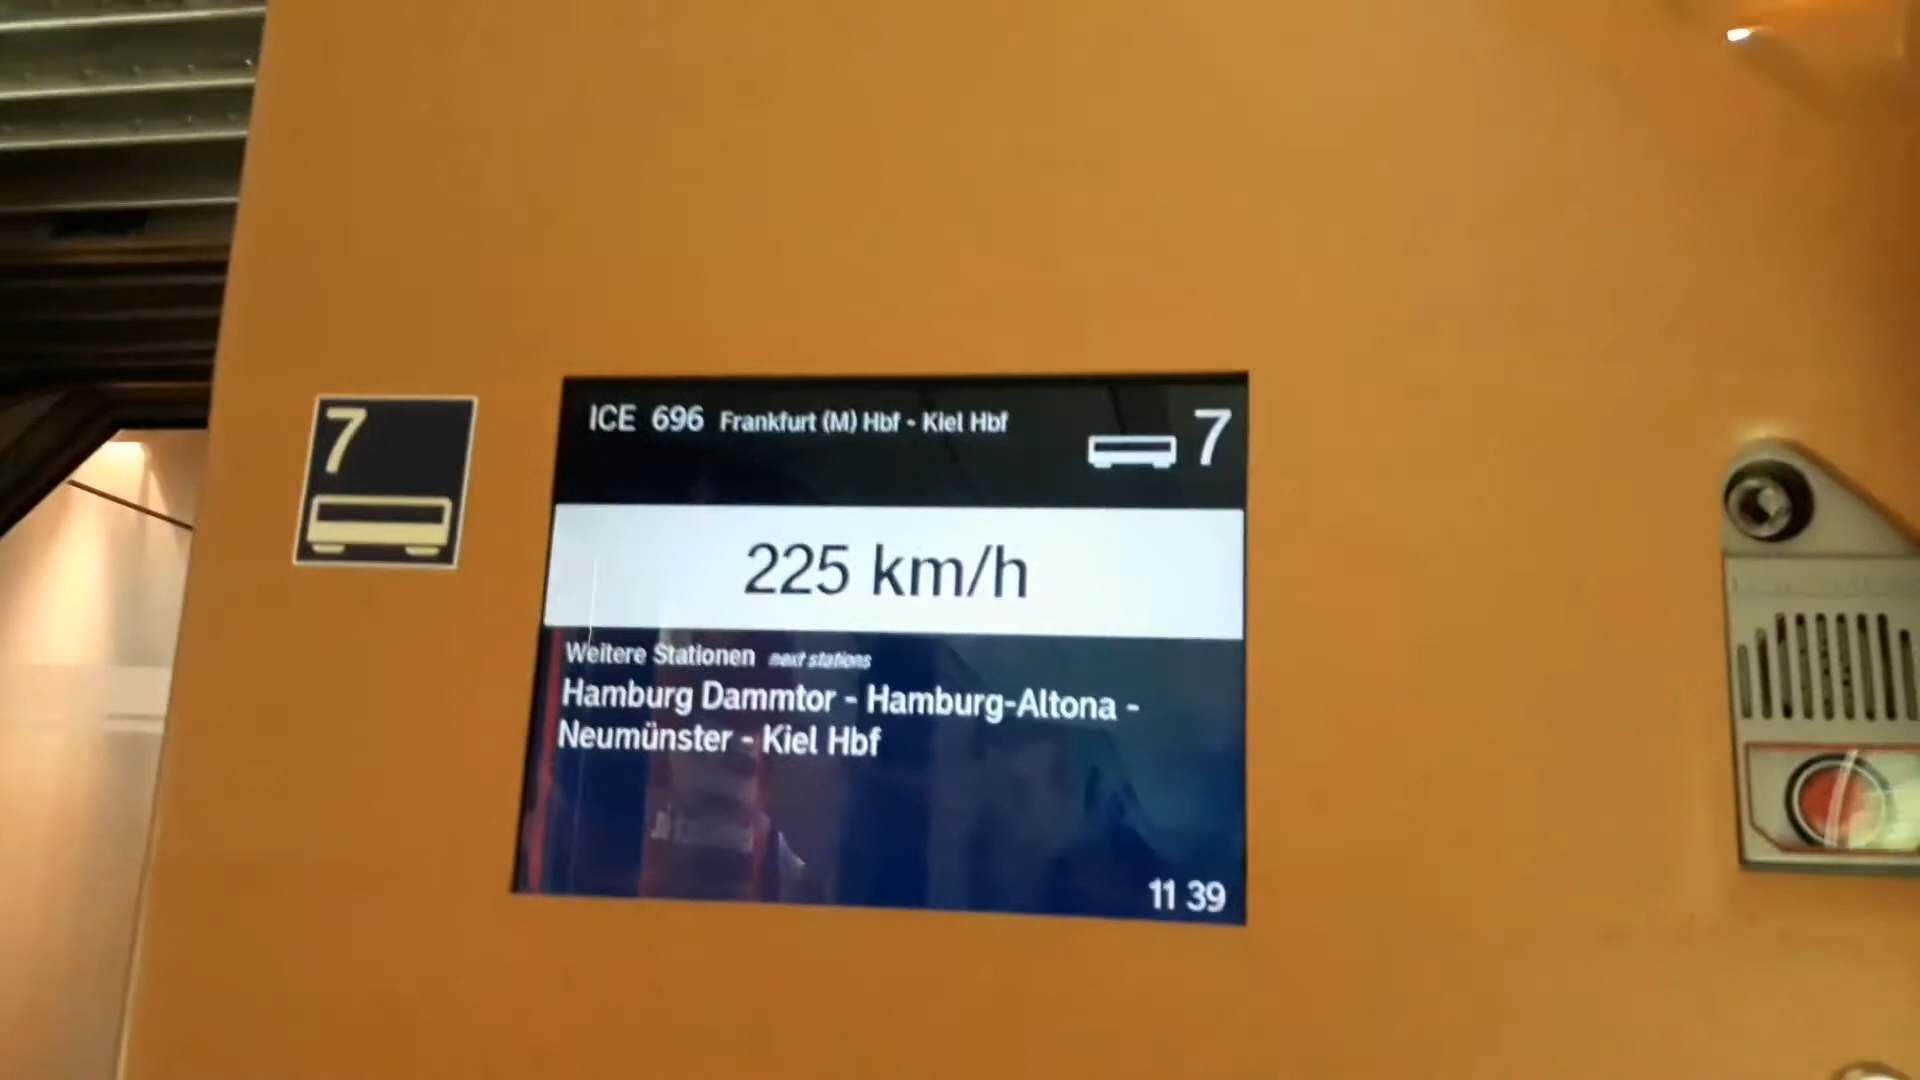 7
ICE 696 Frankfurt (M) Hbf - Kiel Hbf
7
225 km/h
Weitere Stationen next stations
Hamburg Dammtor - Hamburg-Altona -
Neumünster - Kiel Hbf
11 39